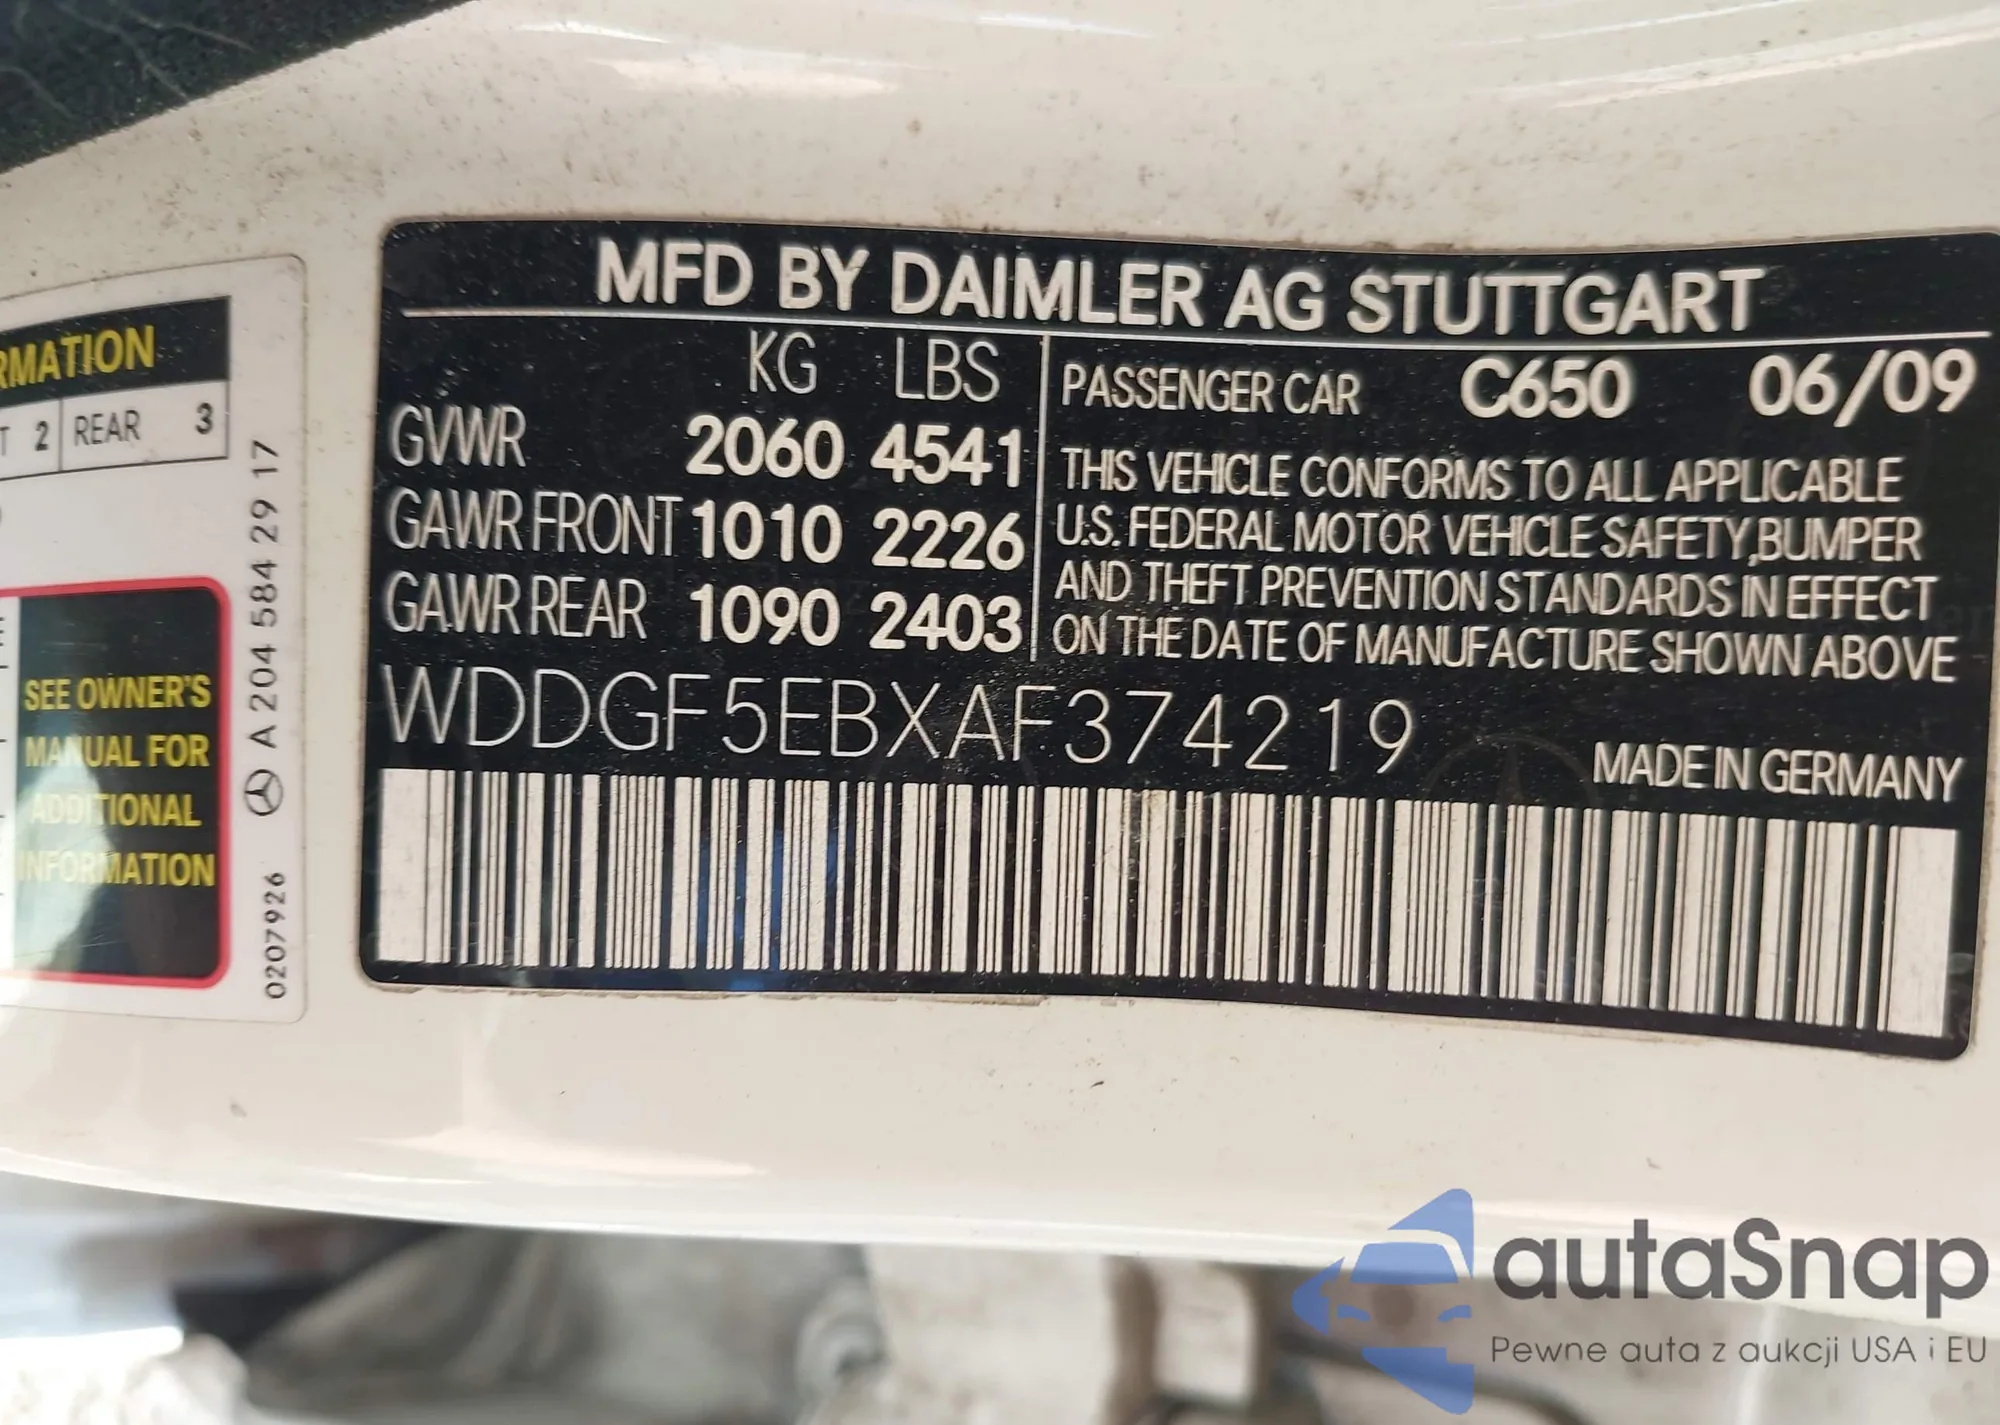 RMATION
T 2 REAR 3
SEE OWNER'S
MANUAL FOR
ADDITIONAL
INFORMATION
A 204 584 29 17
0207926
MFD BY DAIMLER AG STUTTGART
KG LBS
GVWR 2060 4541
GAWR FRONT 1010 2226
GAWR REAR 1090 2403
PASSENGER CAR C650 06/09
THIS VEHICLE CONFORMS TO ALL APPLICABLE
U.S. FEDERAL MOTOR VEHICLE SAFETY,BUMPER
AND THEFT PREVENTION STANDARDS IN EFFECT
ON THE DATE OF MANUFACTURE SHOWN ABOVE
WDDGF5EBXAF374219
MADE IN GERMANY
autaSnap
Pewne auta z aukcji USA i EU